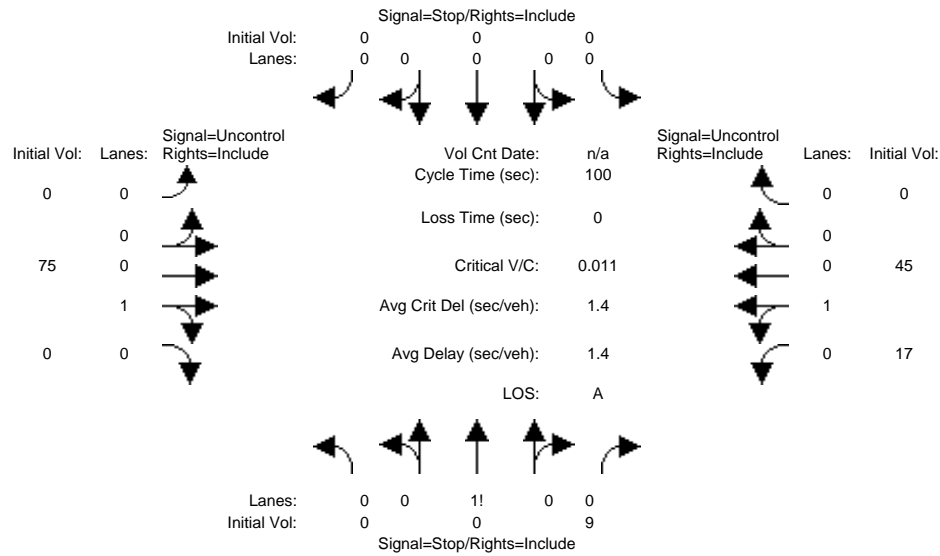 Signal=Stop/Rights=Include
Initial Vol: 0 0 0
Lanes: 0 0 0 0 0
Signal=Uncontrol
Rights=Include
Initial Vol: Lanes:
Vol Cnt Date: n/a
Signal=Uncontrol
Rights=Include
Lanes: Initial Vol:
Cycle Time (sec): 100
0 0
0 0
Loss Time (sec): 0
0
0
75 0
Critical V/C: 0.011
0 45
1
Avg Crit Del (sec/veh): 1.4
1
0 0
Avg Delay (sec/veh): 1.4
0 17
LOS: A
Lanes: 0 0 1! 0 0
Initial Vol: 0 0 9
Signal=Stop/Rights=Include